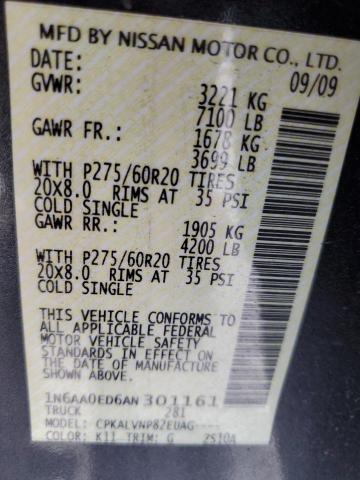 MFD BY NISSAN MOTOR CO., LTD.
DATE: 09/09
GVWR: 3221 KG
7100 LB
GAWR FR.: 1678 KG
3699 LB
WITH P275/60R20 TIRES
20X8.0 RIMS AT 35 PSI
COLD SINGLE
GAWR RR.: 1905 KG
4200 LB
WITH P275/60R20 TIRES
20X8.0 RIMS AT 35 PSI
COLD SINGLE
THIS VEHICLE CONFORMS TO
ALL APPLICABLE FEDERAL
MOTOR VEHICLE SAFETY
STANDARDS IN EFFECT ON
THE DATE OF MANUFACTURE
SHOWN ABOVE.
1N6AA0ED6AN301161
TRUCK 281
MODEL: CPKALVNP82EUAG----
COLOR: K11 TRIM: G 2S10A